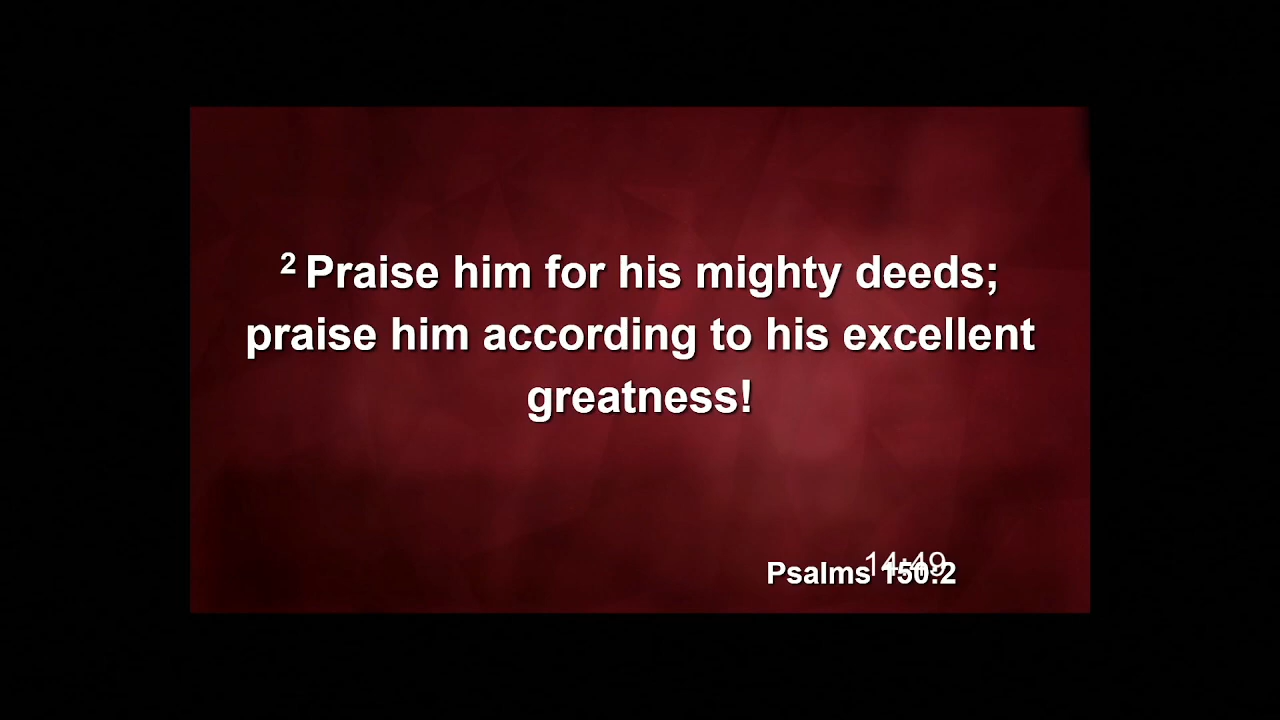 2 Praise him for his mighty deeds;
praise him according to his excellent
greatness!
14:49
Psalms 150:2